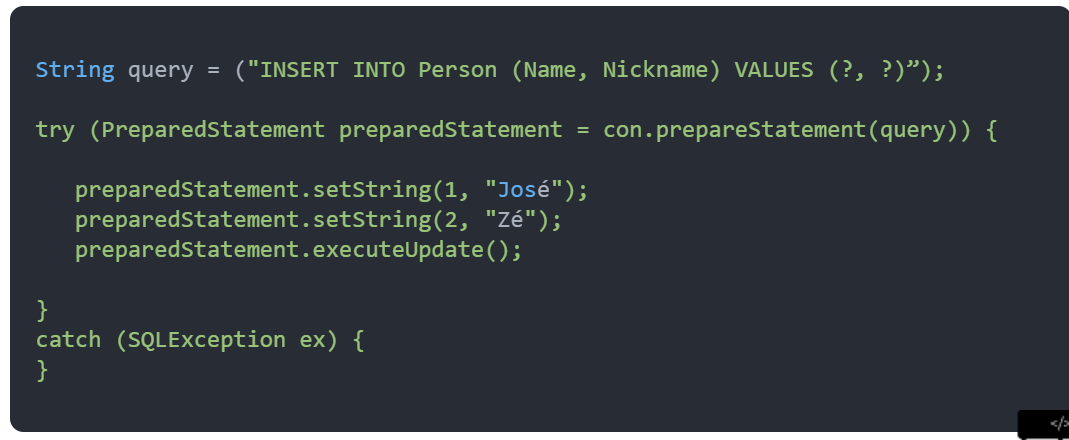 String query = ("INSERT INTO Person (Name, Nickname) VALUES (?, ?)”);
try (PreparedStatement preparedStatement = con.prepareStatement(query)) {
preparedStatement.setString(1, "José");
preparedStatement.setString(2, "Zé");
preparedStatement.executeUpdate();
}
catch (SQLException ex) {
}
</>